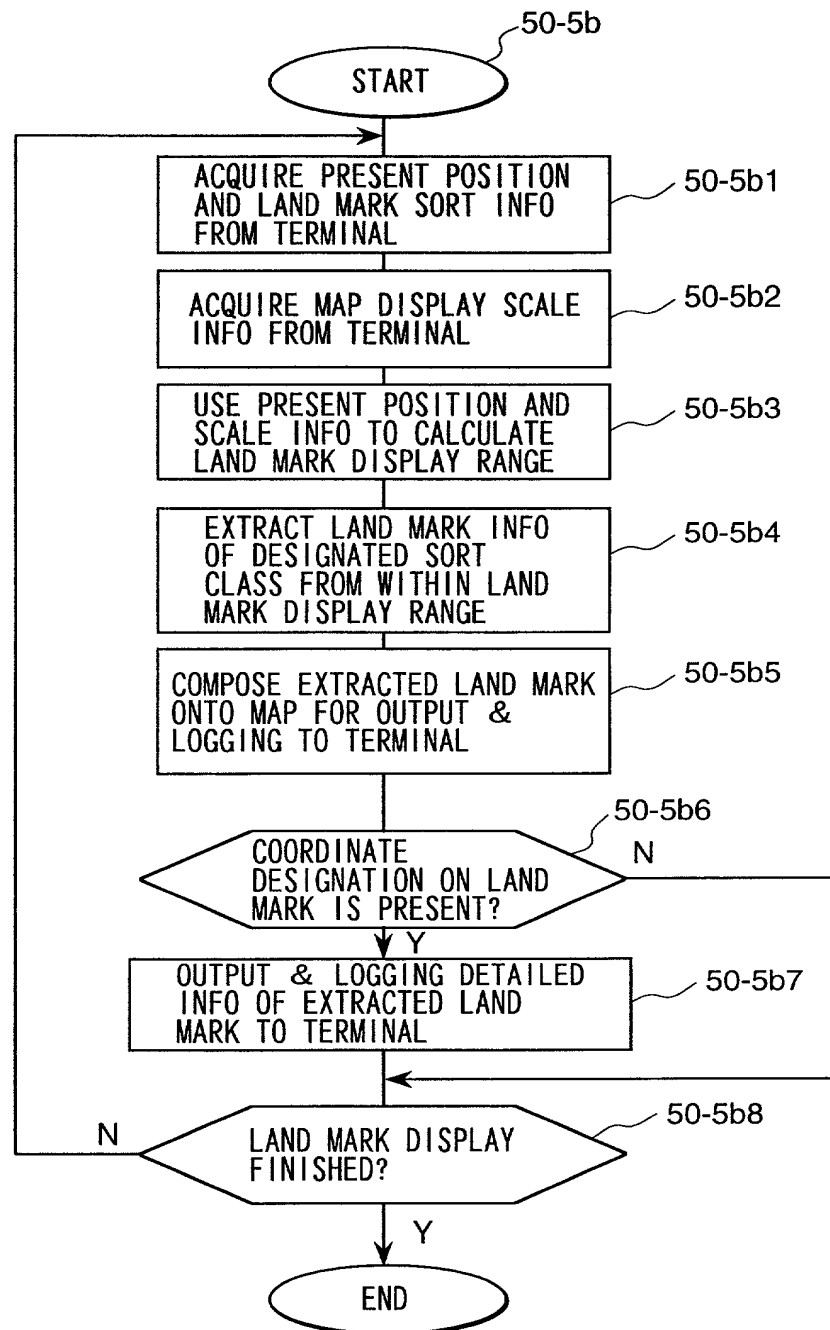 50-5b
START
ACQUIRE PRESENT POSITION
AND LAND MARK SORT INFO
FROM TERMINAL
50-5b1
ACQUIRE MAP DISPLAY SCALE
INFO FROM TERMINAL
50-5b2
USE PRESENT POSITION AND
SCALE INFO TO CALCULATE
LAND MARK DISPLAY RANGE
50-5b3
EXTRACT LAND MARK INFO
OF DESIGNATED SORT
CLASS FROM WITHIN LAND
MARK DISPLAY RANGE
50-5b4
COMPOSE EXTRACTED LAND MARK
ONTO MAP FOR OUTPUT &
LOGGING TO TERMINAL
50-5b5
50-5b6
COORDINATE
DESIGNATION ON LAND
MARK IS PRESENT?
N
Y
OUTPUT & LOGGING DETAILED
INFO OF EXTRACTED LAND
MARK TO TERMINAL
50-5b7
50-5b8
N
LAND MARK DISPLAY
FINISHED?
Y
END